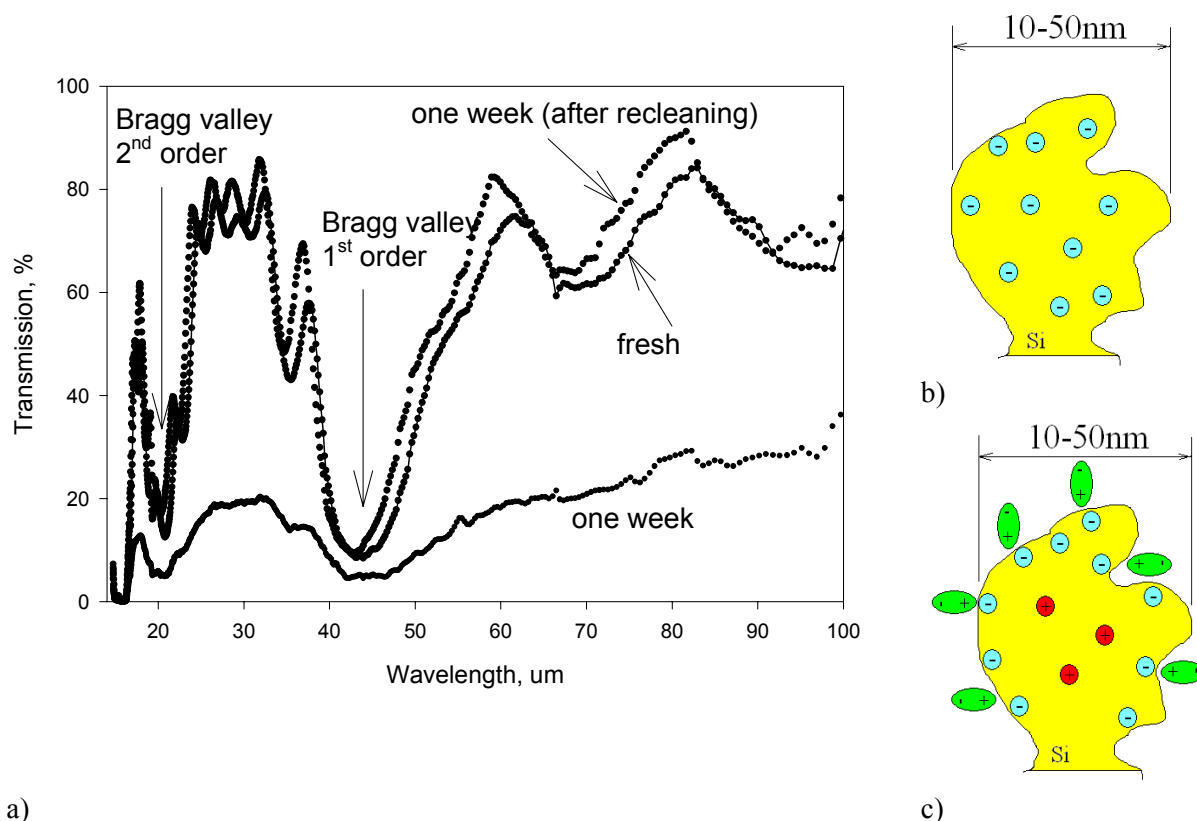 100
80
60
40
20
0
Transmission, %
Bragg valley
2nd order
one week (after recleaning)
Bragg valley
1st order
fresh
one week
20 30 40 50 60 70 80 90 100
Wavelength, um
a)
10-50nm
- - - - - - - - - -
Si
b)
10-50nm
- + - + - + - + - + - + - - - - - - - - - + + +
Si
c)